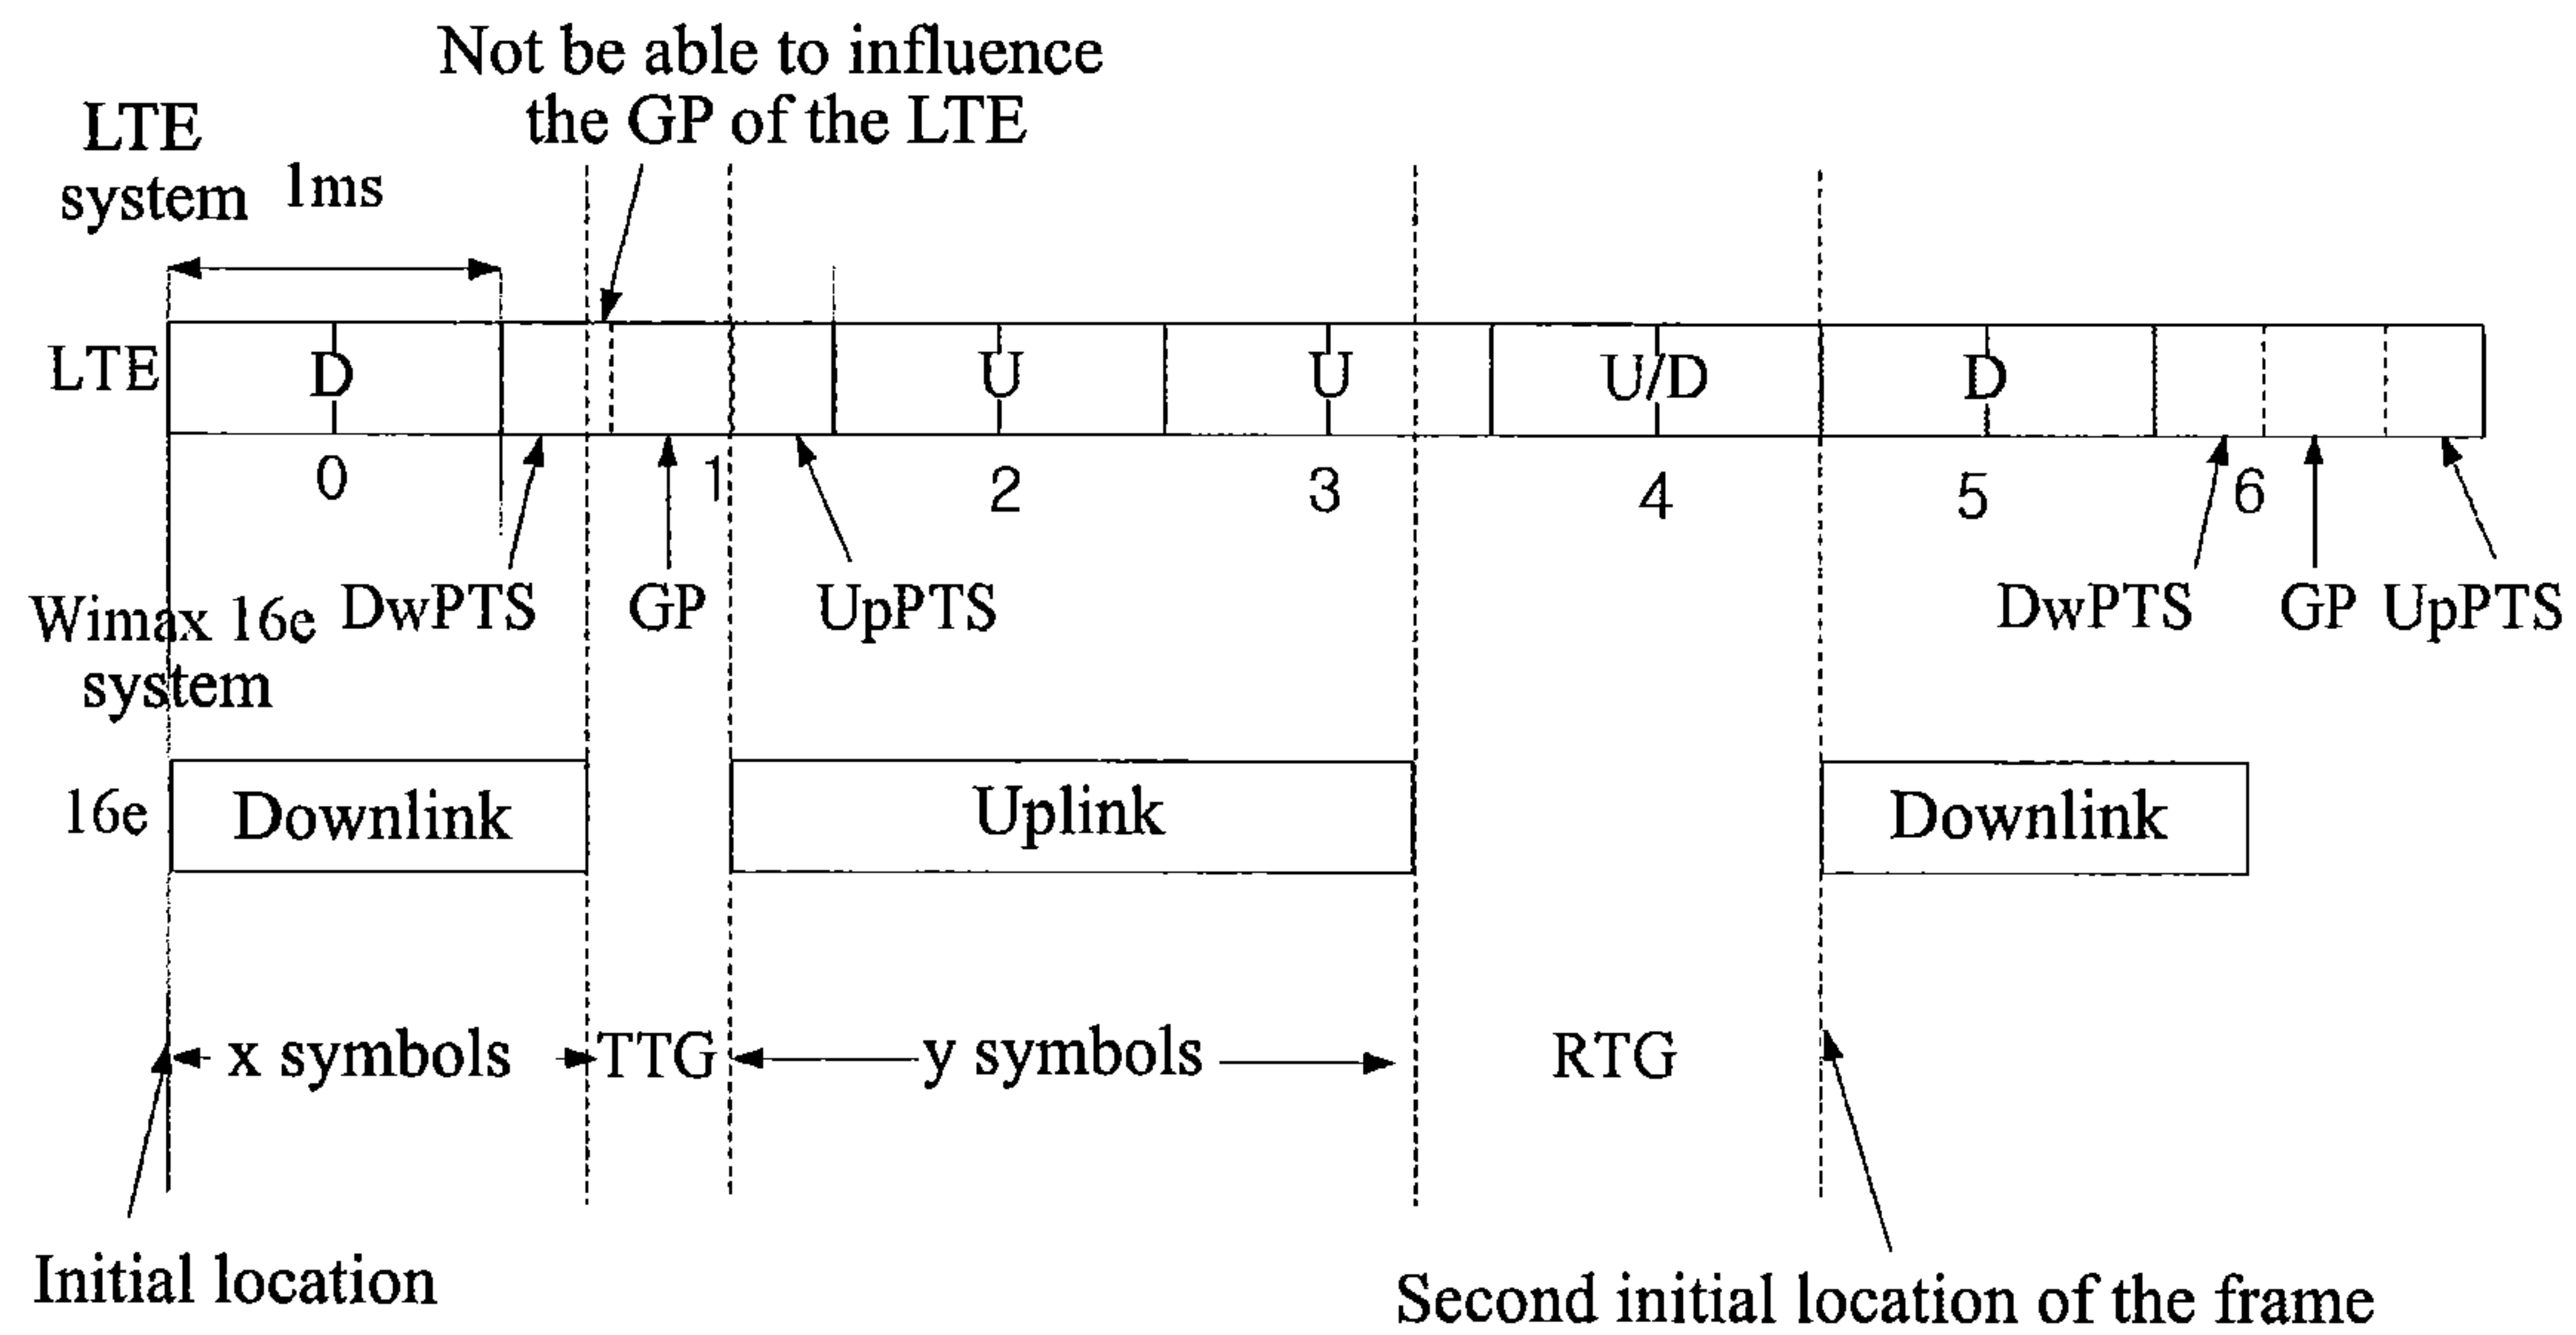 Not be able to influence
the GP of the LTE
LTE
system
1ms
LTE D U U U/D D
0 1 2 3 4 5 6
DwPTS GP UpPTS DwPTS GP UpPTS
Wimax 16e
system
16e Downlink Uplink Downlink
x symbols TTG y symbols RTG
Initial location
Second initial location of the frame